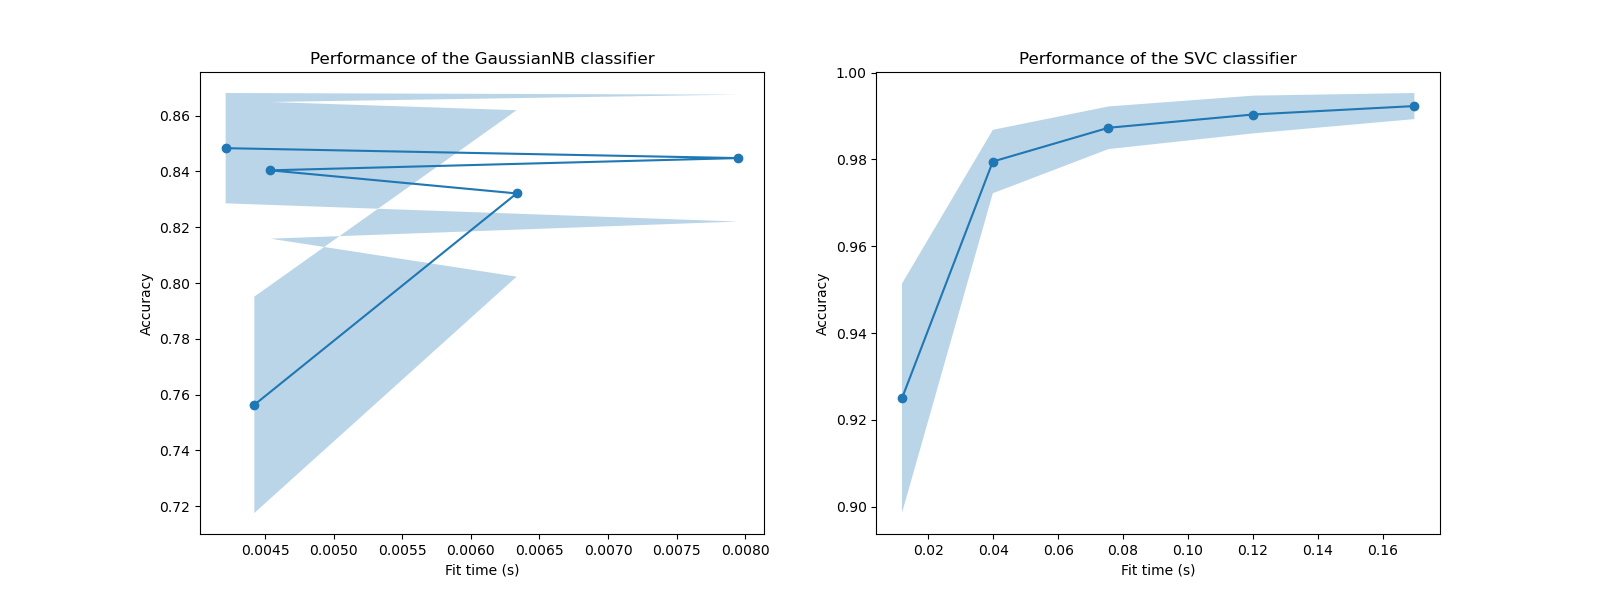 Performance of the GaussianNB classifier
0.86
0.84
0.82
0.80
0.78
0.76
0.74
0.72
Accuracy
0.0045 0.0050 0.0055 0.0060 0.0065 0.0070 0.0075 0.0080
Fit time (s)
Performance of the SVC classifier
1.00
0.98
0.96
0.94
0.92
0.90
Accuracy
0.02 0.04 0.06 0.08 0.10 0.12 0.14 0.16
Fit time (s)